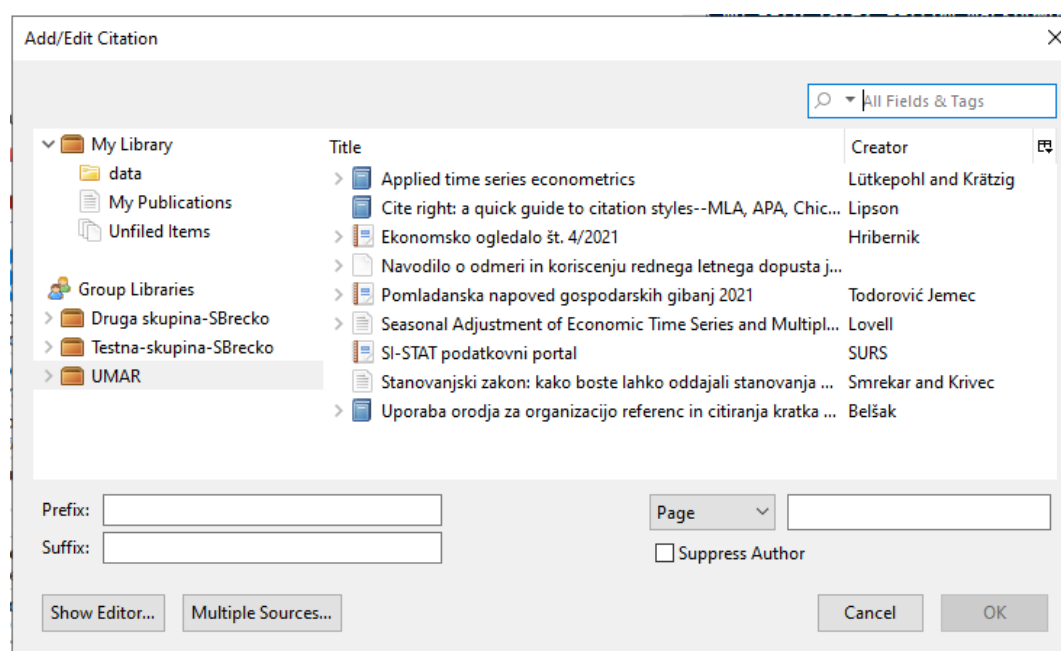 Add/Edit Citation
All Fields & Tags
My Library
data
My Publications
Unfiled Items
Group Libraries
Druga skupina-SBrecko
Testna-skupina-SBrecko
UMAR
Title Creator
Applied time series econometrics Lütkepohl and Krätzig
Cite right: a quick guide to citation styles--MLA, APA, Chic... Lipson
Ekonomsko ogledalo št. 4/2021 Hribernik
Navodilo o odmeri in koriscenju rednega letnega dopusta j...
Pomladanska napoved gospodarskih gibanj 2021 Todorović Jemec
Seasonal Adjustment of Economic Time Series and Multipl... Lovell
SI-STAT podatkovni portal SURS
Stanovanjski zakon: kako boste lahko oddajali stanovanja ... Smrekar and Krivec
Uporaba orodja za organizacijo referenc in citiranja kratka ... Belšak
Prefix: Page
Suffix: Suppress Author
Show Editor... Multiple Sources... Cancel OK